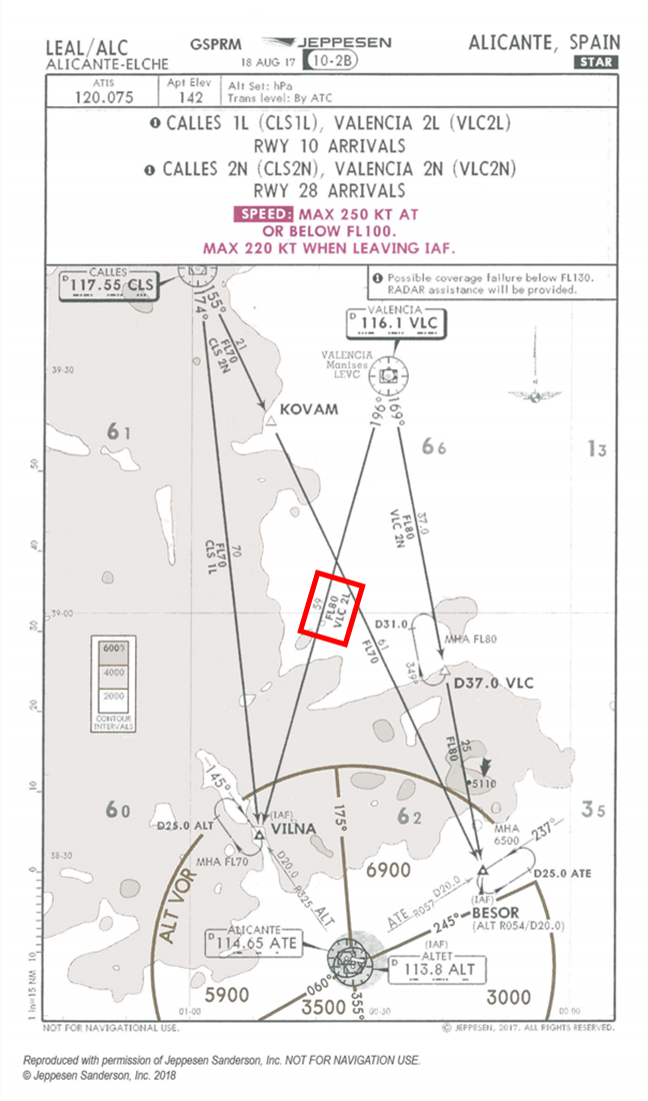 LEAL/ALC GSPRM JEPPESEN ALICANTE, SPAIN
ALICANTE-ELCHE 18 AUG 17 10-2B STAR
ATIS
120.075
Apt Elev
142
Alt Set: hPa
Trans level: By ATC
CALLES 1L (CLS1L), VALENCIA 2L (VLC2L)
RWY 10 ARRIVALS
CALLES 2N (CLS2N), VALENCIA 2N (VLC2N)
RWY 28 ARRIVALS
SPEED: MAX 250 KT AT
OR BELOW FL100.
MAX 220 KT WHEN LEAVING IAF.
CALLES
D 117.55 CLS
Possible coverage failure below FL130.
RADAR assistance will be provided.
174°
155°
21
FL70
CLS 2N
VALENCIA
D 116.1 VLC
VALENCIA
Manises
LEVC
39-30
KOVAM
196°
169°
61
66
13
50
37.0
FL80
VLC 2N
70
FL70
CLS 1L
40
59
FL80
VLC 2L
39-00
30
D31.0
MHA FL80
61
FL70
349°
6000
4000
2000
CONTOUR
INTERVALS
D37.0 VLC
20
25
FL80
5110
145°
10
60
62
35
175°
(IAF)
VILNA
D25.0 ALT
MHA
6500
237°
MHA FL70
38-30
0
D20.0
R325 ALT
6900
D25.0 ATE
ALT VOR
ATE R057 D20.0
(IAF)
BESOR
(ALT R054/D20.0)
245°
ALICANTE
D 114.65 ATE
(IAF)
ALTET
D 113.8 ALT
10
060°
355°
5900
3500
3000
1 in=15 NM
01-00
00-30
00-00
NOT FOR NAVIGATIONAL USE.
© JEPPESEN, 2017. ALL RIGHTS RESERVED.
Reproduced with permission of Jeppesen Sanderson, Inc. NOT FOR NAVIGATION USE.
© Jeppesen Sanderson, Inc. 2018